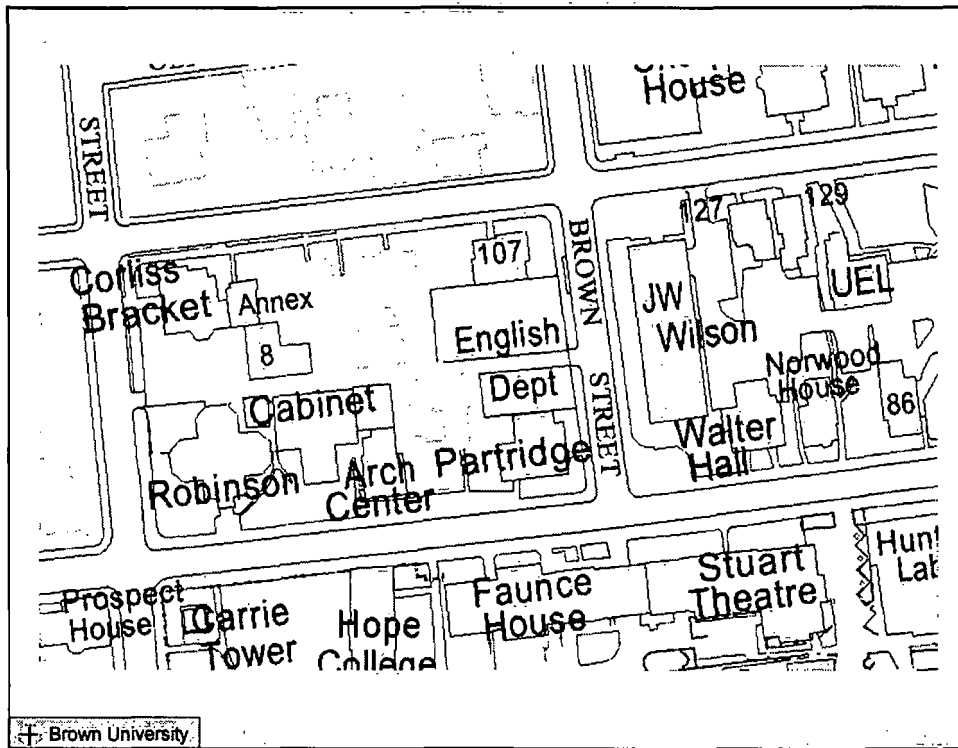 House
STREET
127
129
107
BROWN
Corliss
Bracket
Annex
JW
Wilson
UEL
English
8
Norwood
House
STREET
Dept
Cabinet
86
Walter
Hall
Partridge
Arch
Center
Robinson
Stuart
Theatre
Faunce
House
Prospect
House
Carrie
Tower
Hope
College
Lab
Brown University